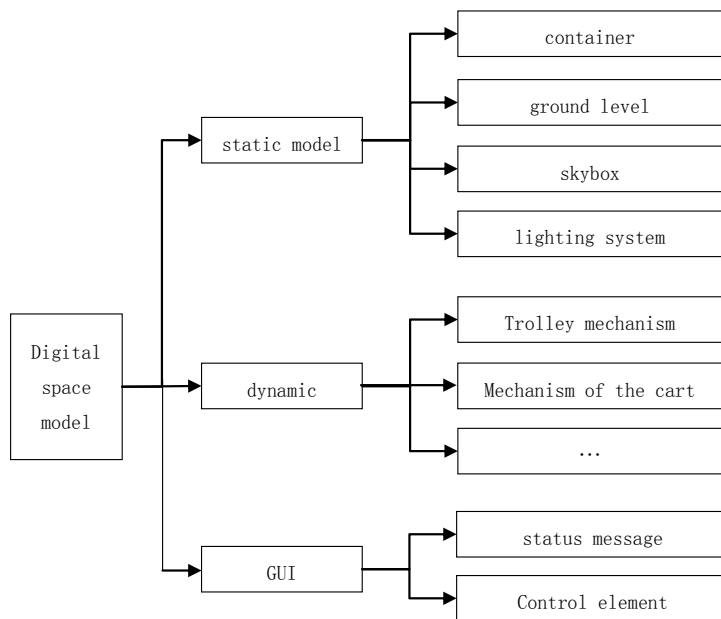 container
ground level
static model
skybox
lighting system
Trolley mechanism
Digital
space
model
dynamic
Mechanism of the cart
...
status message
GUI
Control element